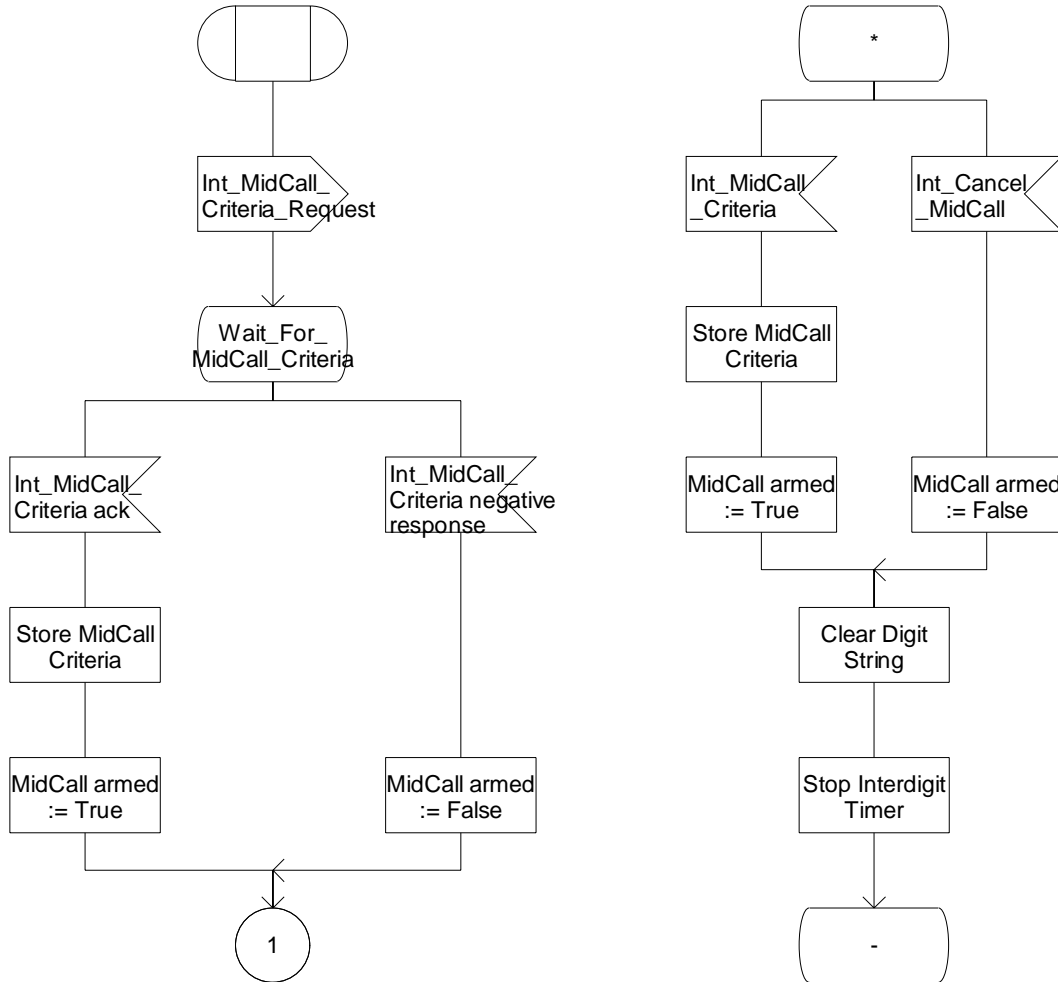 Int_MidCall_
Criteria_Request
Wait_For_
MidCall_Criteria
Int_MidCall_
Criteria ack
Int_MidCall_
Criteria negative
response
Store MidCall
Criteria
MidCall armed
:= True
MidCall armed
:= False
1
*
Int_MidCall
_Criteria
Int_Cancel
_MidCall
Store MidCall
Criteria
MidCall armed
:= True
MidCall armed
:= False
Clear Digit
String
Stop Interdigit
Timer
-